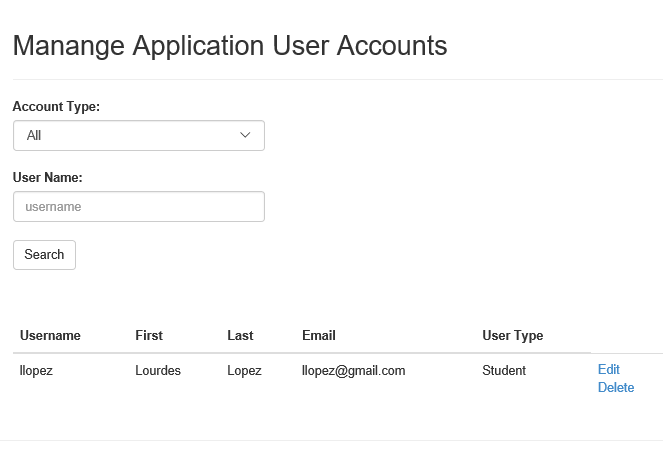 Manange Application User Accounts
Account Type:
All
User Name:
username
Search
Username First Last Email User Type
llopez Lourdes Lopez llopez@gmail.com Student Edit
Delete